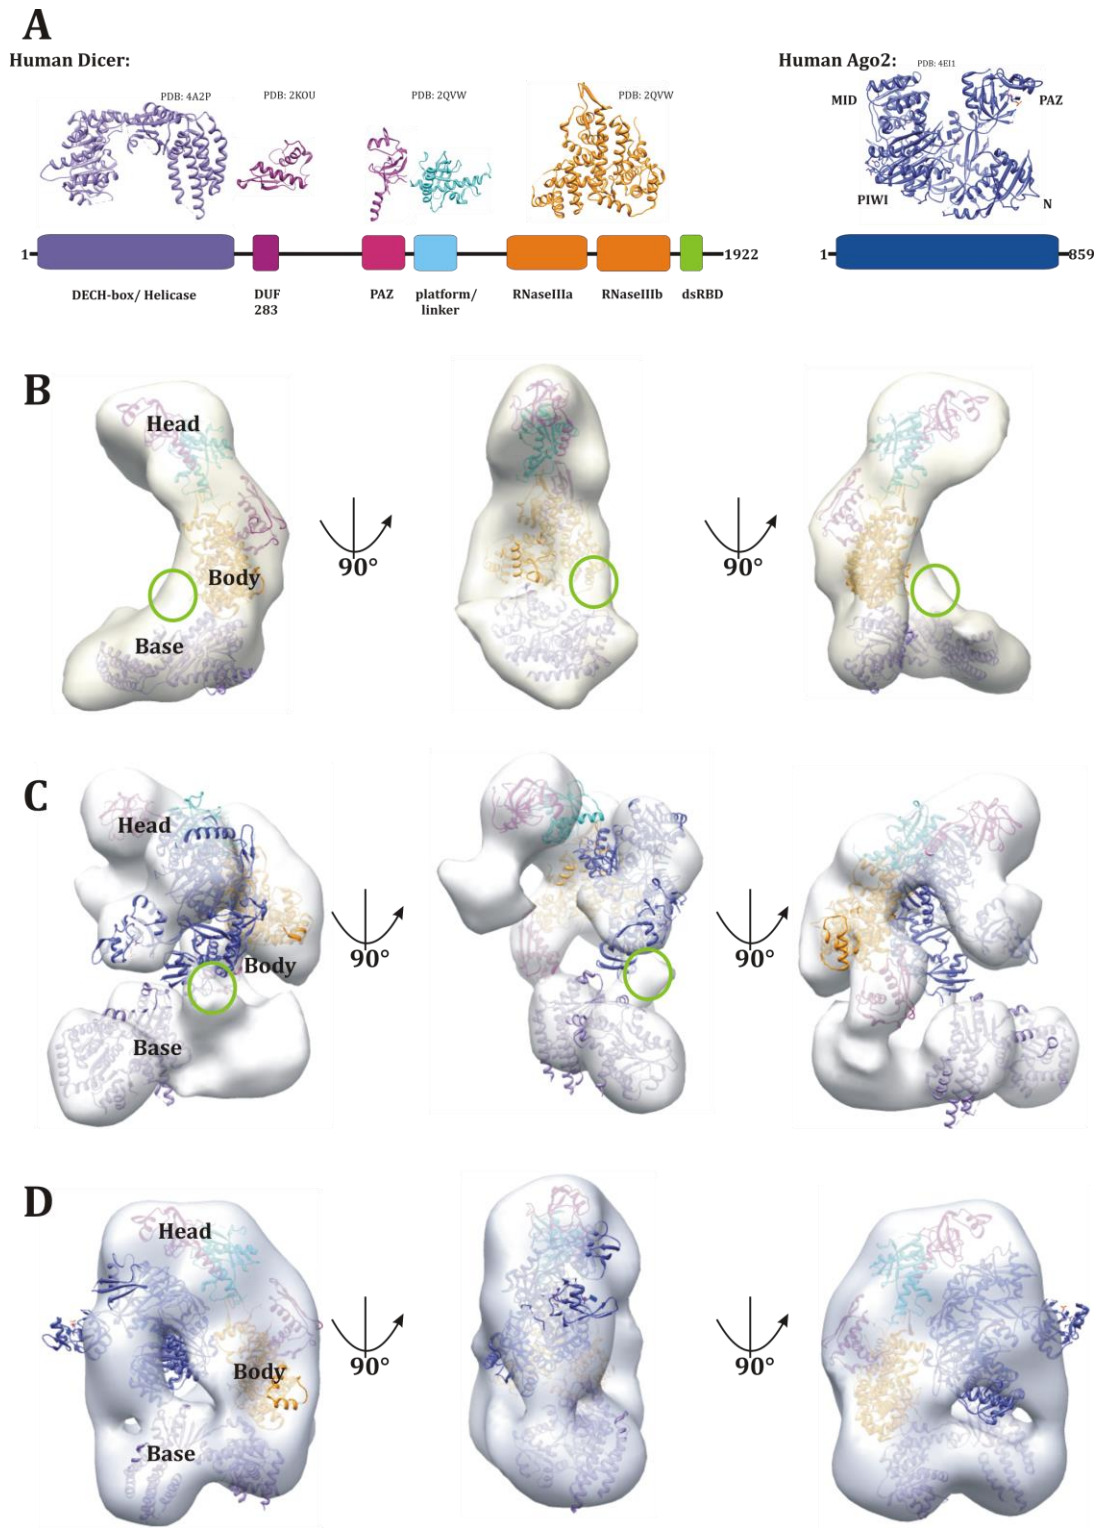 A
Human Dicer:
Human Ago2:
PDB: 4EI1
PDB: 4A2P
PDB: 2KOU
PDB: 2QVW
PDB: 2QVW
MID
PAZ
PIWI
N
1
1922
1
859
DECH-box/ Helicase
DUF
283
PAZ
platform/
linker
RNaseIIIa
RNaseIIIb
dsRBD
B
Head
Body
Base
90°
90°
C
Head
Body
Base
90°
90°
D
Head
Body
Base
90°
90°